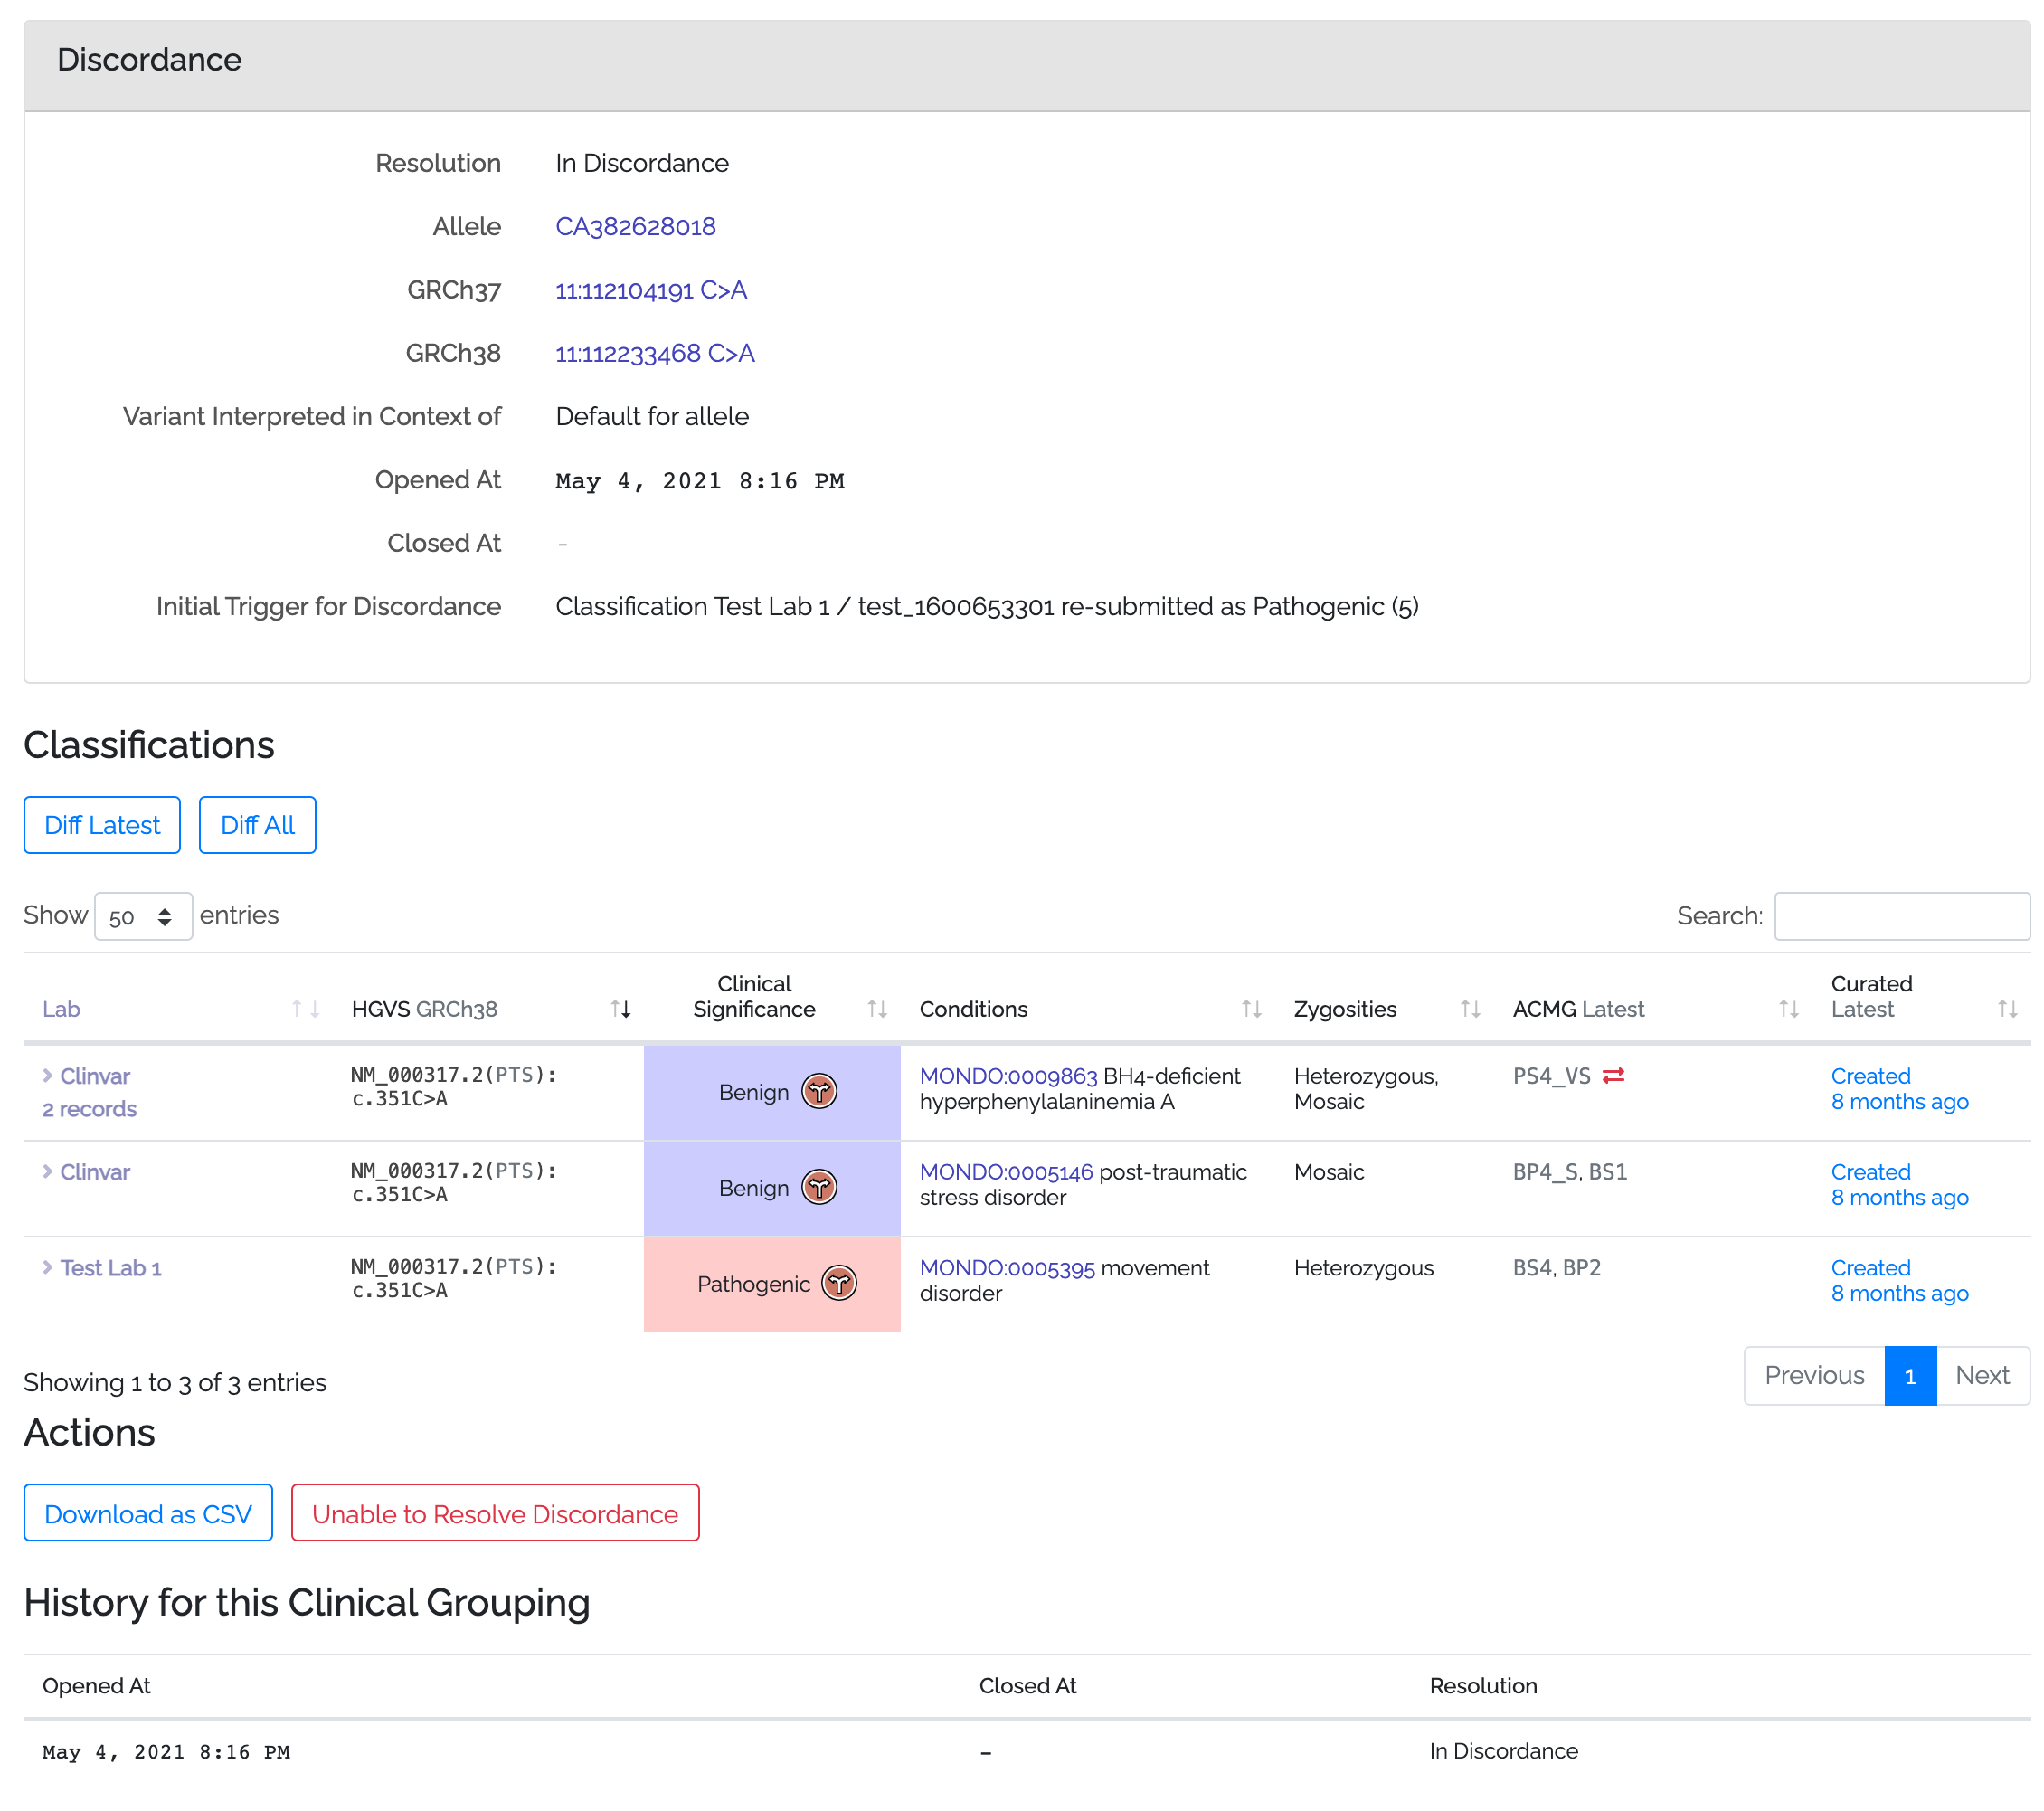 Discordance
Resolution In Discordance
Allele CA382628018
GRCh37 11:112104191 C>A
GRCh38 11:112233468 C>A
Variant Interpreted in Context of Default for allele
Opened At May 4, 2021 8:16 PM
Closed At -
Initial Trigger for Discordance Classification Test Lab 1 / test_1600653301 re-submitted as Pathogenic (5)
Classifications
Diff Latest Diff All
Show 50 entries Search:
Lab HGVS GRCh38 Clinical Significance Conditions Zygosities ACMG Latest Curated Latest
Clinvar NM_000317.2(PTS): Benign MONDO:0009863 BH4-deficient Heterozygous, PS4_VS Created
2 records c.351C>A hyperphenylalaninemia A Mosaic 8 months ago
Clinvar NM_000317.2(PTS): Benign MONDO:0005146 post-traumatic Mosaic BP4_S, BS1 Created
c.351C>A stress disorder 8 months ago
Test Lab 1 NM_000317.2(PTS): Pathogenic MONDO:0005395 movement Heterozygous BS4, BP2 Created
c.351C>A disorder 8 months ago
Showing 1 to 3 of 3 entries Previous 1 Next
Actions
Download as CSV Unable to Resolve Discordance
History for this Clinical Grouping
Opened At Closed At Resolution
May 4, 2021 8:16 PM - In Discordance